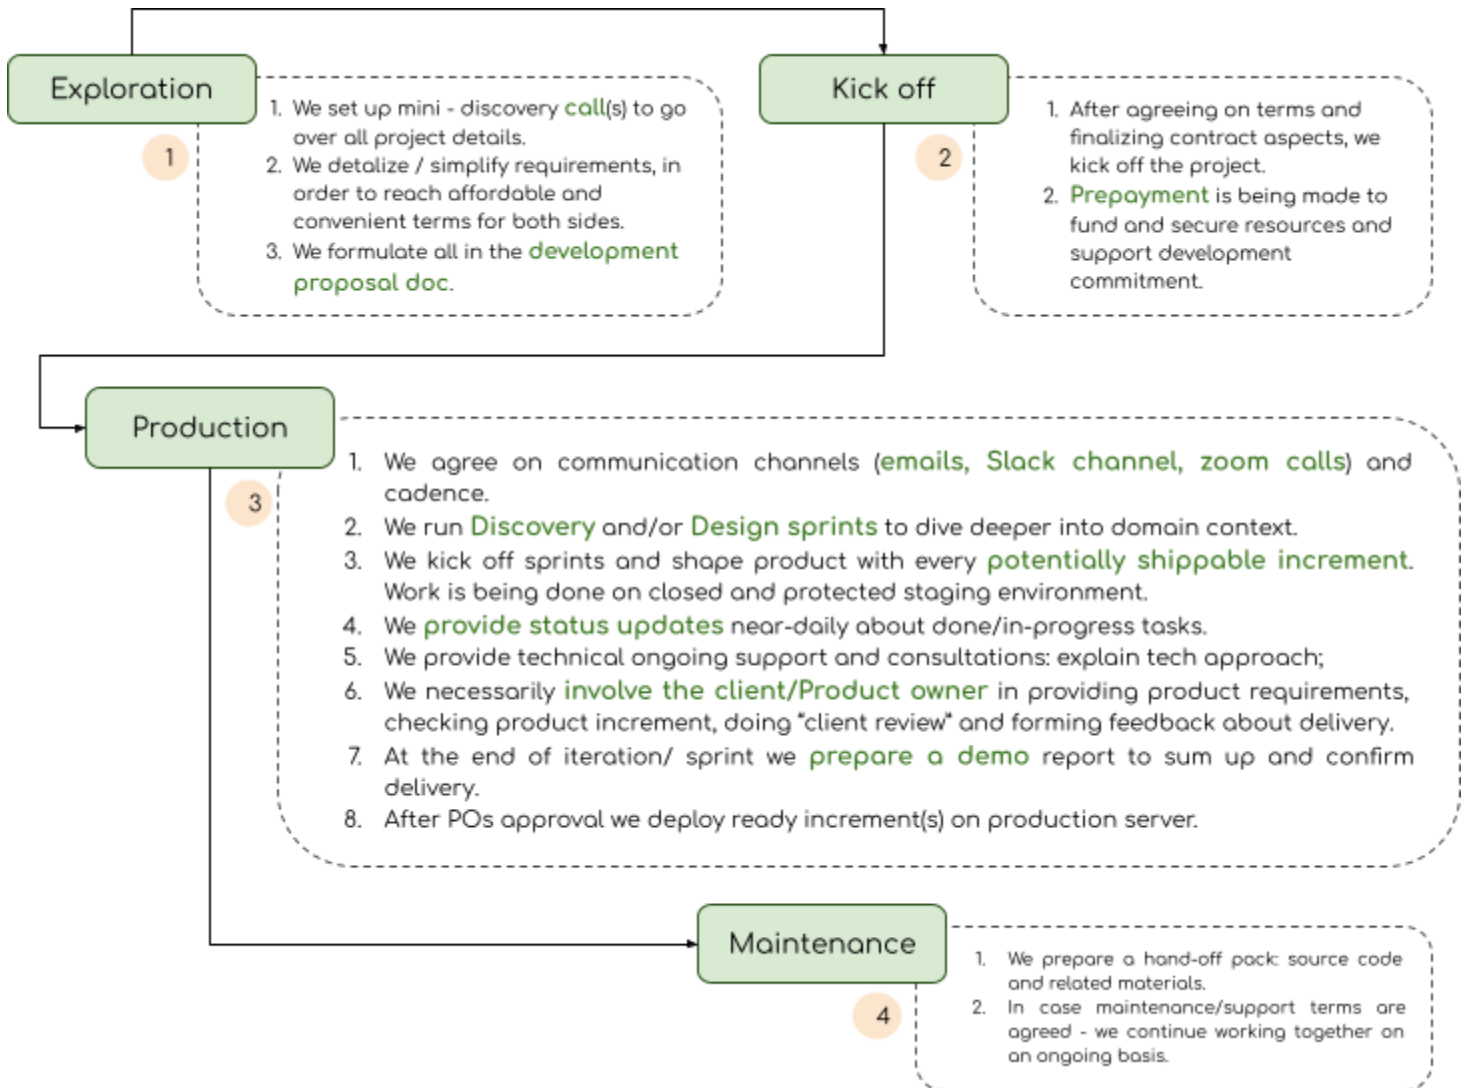 Exploration
1
1. We set up mini - discovery call(s) to go
over all project details.
2. We detalize / simplify requirements, in
order to reach affordable and
convenient terms for both sides.
3. We formulate all in the development
proposal doc.
Kick off
2
1. After agreeing on terms and
finalizing contract aspects, we
kick off the project.
2. Prepayment is being made to
fund and secure resources and
support development
commitment.
Production
3
1. We agree on communication channels (emails, Slack channel, zoom calls) and
cadence.
2. We run Discovery and/or Design sprints to dive deeper into domain context.
3. We kick off sprints and shape product with every potentially shippable increment.
Work is being done on closed and protected staging environment.
4. We provide status updates near-daily about done/in-progress tasks.
5. We provide technical ongoing support and consultations: explain tech approach;
6. We necessarily involve the client/Product owner in providing product requirements,
checking product increment, doing "client review" and forming feedback about delivery.
7. At the end of iteration/ sprint we prepare a demo report to sum up and confirm
delivery.
8. After POs approval we deploy ready increment(s) on production server.
Maintenance
4
1. We prepare a hand-off pack: source code
and related materials.
2. In case maintenance/support terms are
agreed - we continue working together on
an ongoing basis.